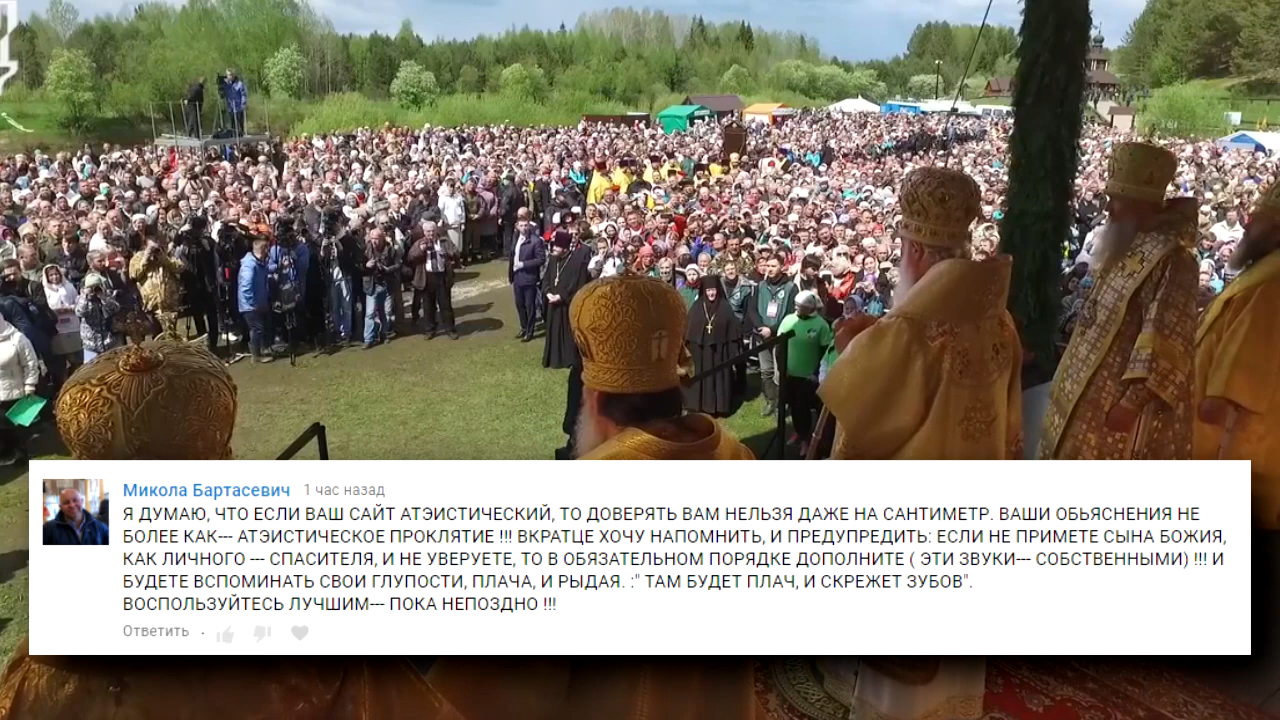 Микола Бартасевич 1 час назад
Я ДУМАЮ, ЧТО ЕСЛИ ВАШ САЙТ АТЭИСТИЧЕСКИЙ, ТО ДОВЕРЯТЬ ВАМ НЕЛЬЗЯ ДАЖЕ НА САНТИМЕТР. ВАШИ ОБЬЯСНЕНИЯ НЕ
БОЛЕЕ КАК--- АТЭИСТИЧЕСКОЕ ПРОКЛЯТИЕ !!! ВКРАТЦЕ ХОЧУ НАПОМНИТЬ, И ПРЕДУПРЕДИТЬ: ЕСЛИ НЕ ПРИМЕТЕ СЫНА БОЖИЯ,
КАК ЛИЧНОГО --- СПАСИТЕЛЯ, И НЕ УВЕРУЕТЕ, ТО В ОБЯЗАТЕЛЬНОМ ПОРЯДКЕ ДОПОЛНИТЕ ( ЭТИ ЗВУКИ--- СОБСТВЕННЫМИ) !!! И
БУДЕТЕ ВСПОМИНАТЬ СВОИ ГЛУПОСТИ, ПЛАЧА, И РЫДАЯ. :" ТАМ БУДЕТ ПЛАЧ, И СКРЕЖЕТ ЗУБОВ".
ВОСПОЛЬЗУЙТЕСЬ ЛУЧШИМ--- ПОКА НЕПОЗДНО !!!
Ответить ·